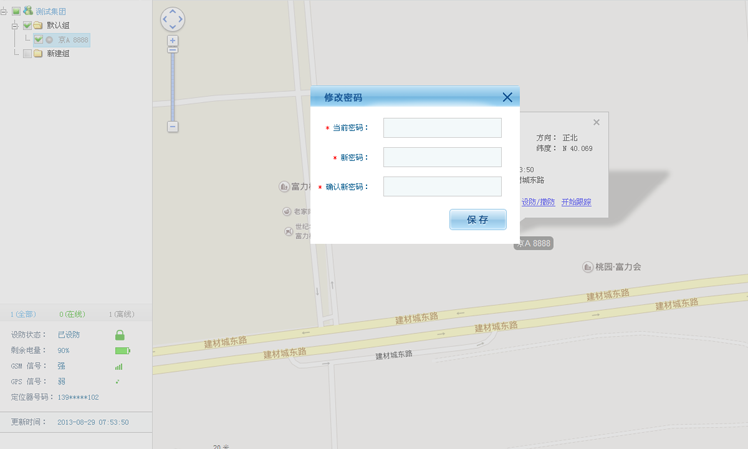 测试集团
默认组
京A 8888
新建组
修改密码
* 当前密码：
* 新密码：
* 确认新密码：
保存
方向： 正北
纬度： N 40.069
3:50
建材城东路
设防/撤防 开始跟踪
京A 8888
富力
老家
世纪
富力
桃园·富力会
建材城东路
建材城东路
建材城东路
建材城东路
建材城东路
建材城东路
1(全部) 0(在线) 1(离线)
设防状态： 已设防
剩余电量： 90%
GSM 信号： 强
GPS 信号： 弱
定位器号码： 139*****102
更新时间： 2013-08-29 07:53:50
20 米